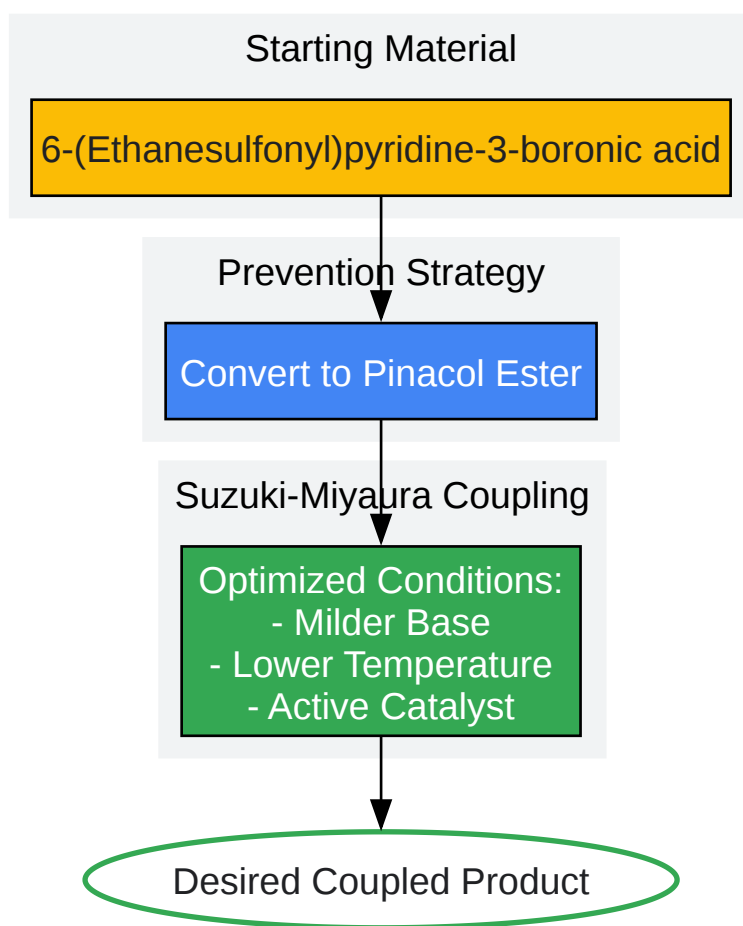 Starting Material
6-(Ethanesulfonyl)pyridine-3-boronic acid
Prevention Strategy
Convert to Pinacol Ester
Suzuki-Miyaura Coupling
Optimized Conditions:
- Milder Base
- Lower Temperature
- Active Catalyst
Desired Coupled Product